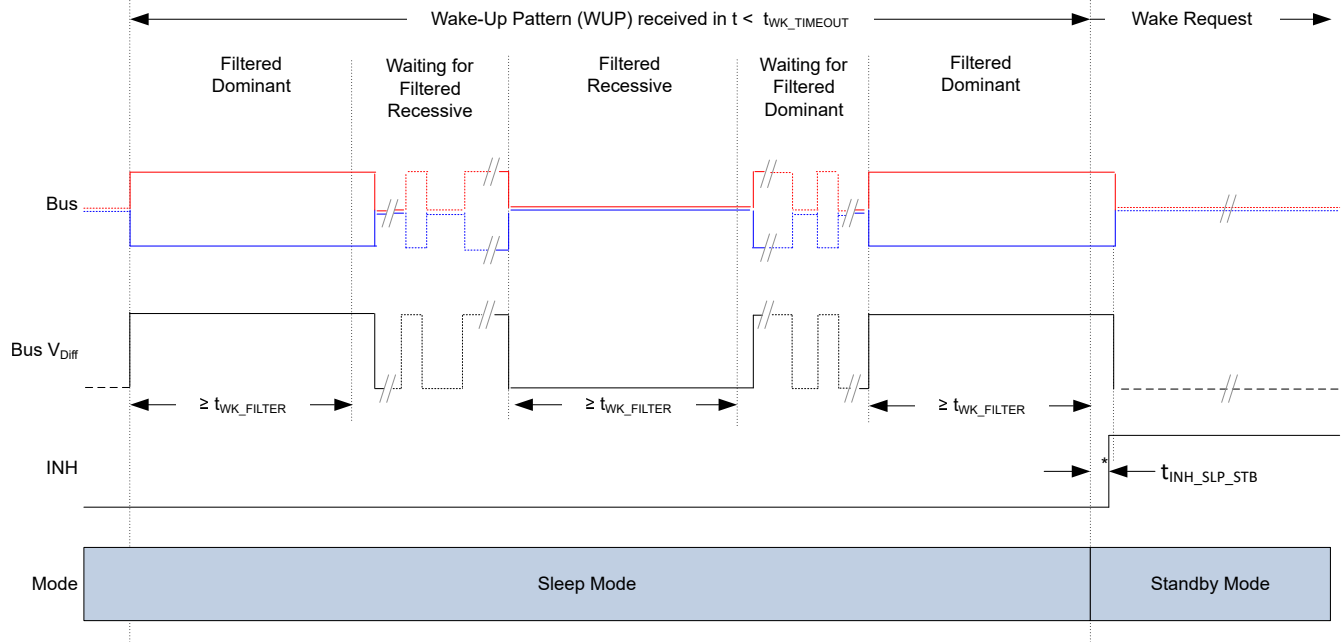 Wake-Up Pattern (WUP) received in t < tWK_TIMEOUT
Wake Request
Filtered
Dominant
Waiting for
Filtered
Recessive
Filtered
Recessive
Waiting for
Filtered
Dominant
Filtered
Dominant
Bus
Bus VDiff
≥ tWK_FILTER
≥ tWK_FILTER
≥ tWK_FILTER
INH
*
tINH_SLP_STB
Mode
Sleep Mode
Standby Mode